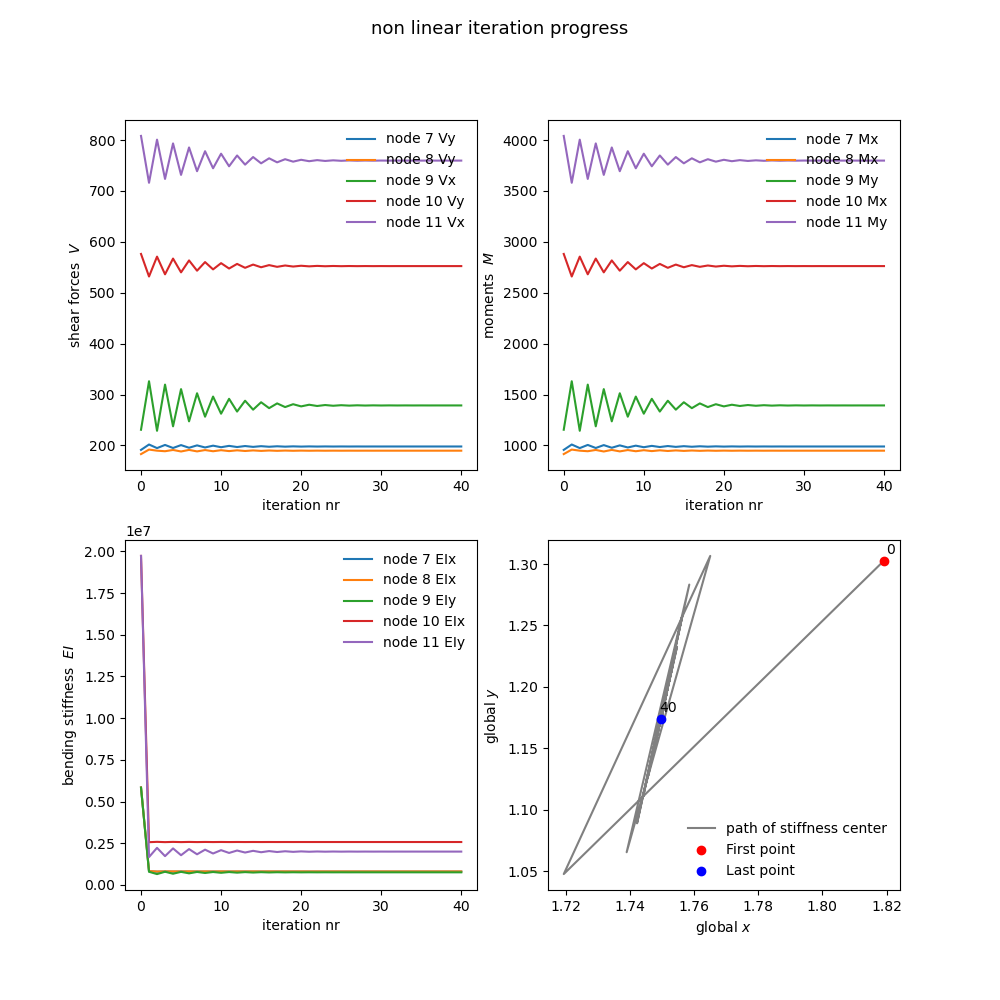 non linear iteration progress
800
700
600
500
400
300
200
0
10
20
30
40
shear forces V
iteration nr
node 7 Vy
node 8 Vy
node 9 Vx
node 10 Vy
node 11 Vx
4000
3500
3000
2500
2000
1500
1000
0
10
20
30
40
moments M
iteration nr
node 7 Mx
node 8 Mx
node 9 My
node 10 Mx
node 11 My
1e7
2.00
1.75
1.50
1.25
1.00
0.75
0.50
0.25
0.00
0
10
20
30
40
bending stiffness EI
iteration nr
node 7 EIx
node 8 EIx
node 9 EIy
node 10 EIx
node 11 EIy
1.30
1.25
1.20
1.15
1.10
1.05
1.72
1.74
1.76
1.78
1.80
1.82
global y
global x
0
40
path of stiffness center
First point
Last point